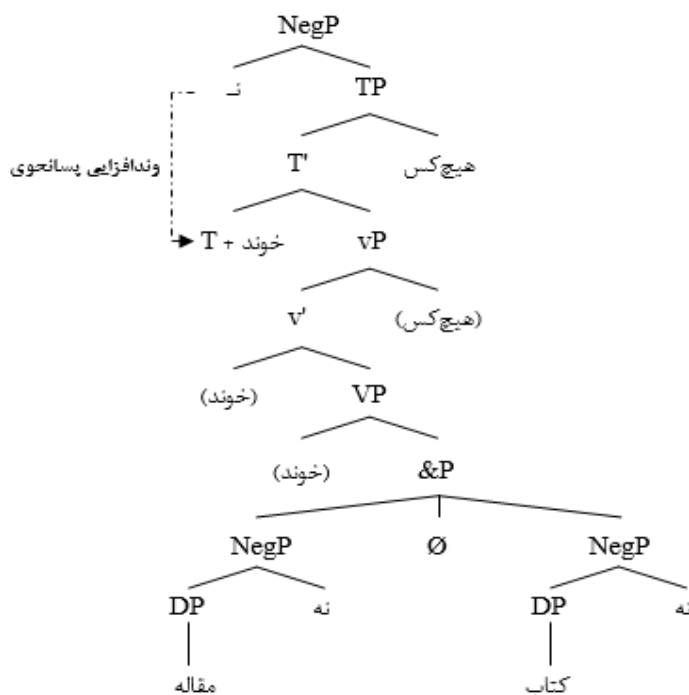 NegP
نـ TP
وندافزایی پسانحوی
T' هیچ‌کس
T + خوند vP
v' (هیچ‌کس)
(خوند) VP
(خوند) &P
NegP Ø NegP
DP نه DP نه
مقاله کتاب